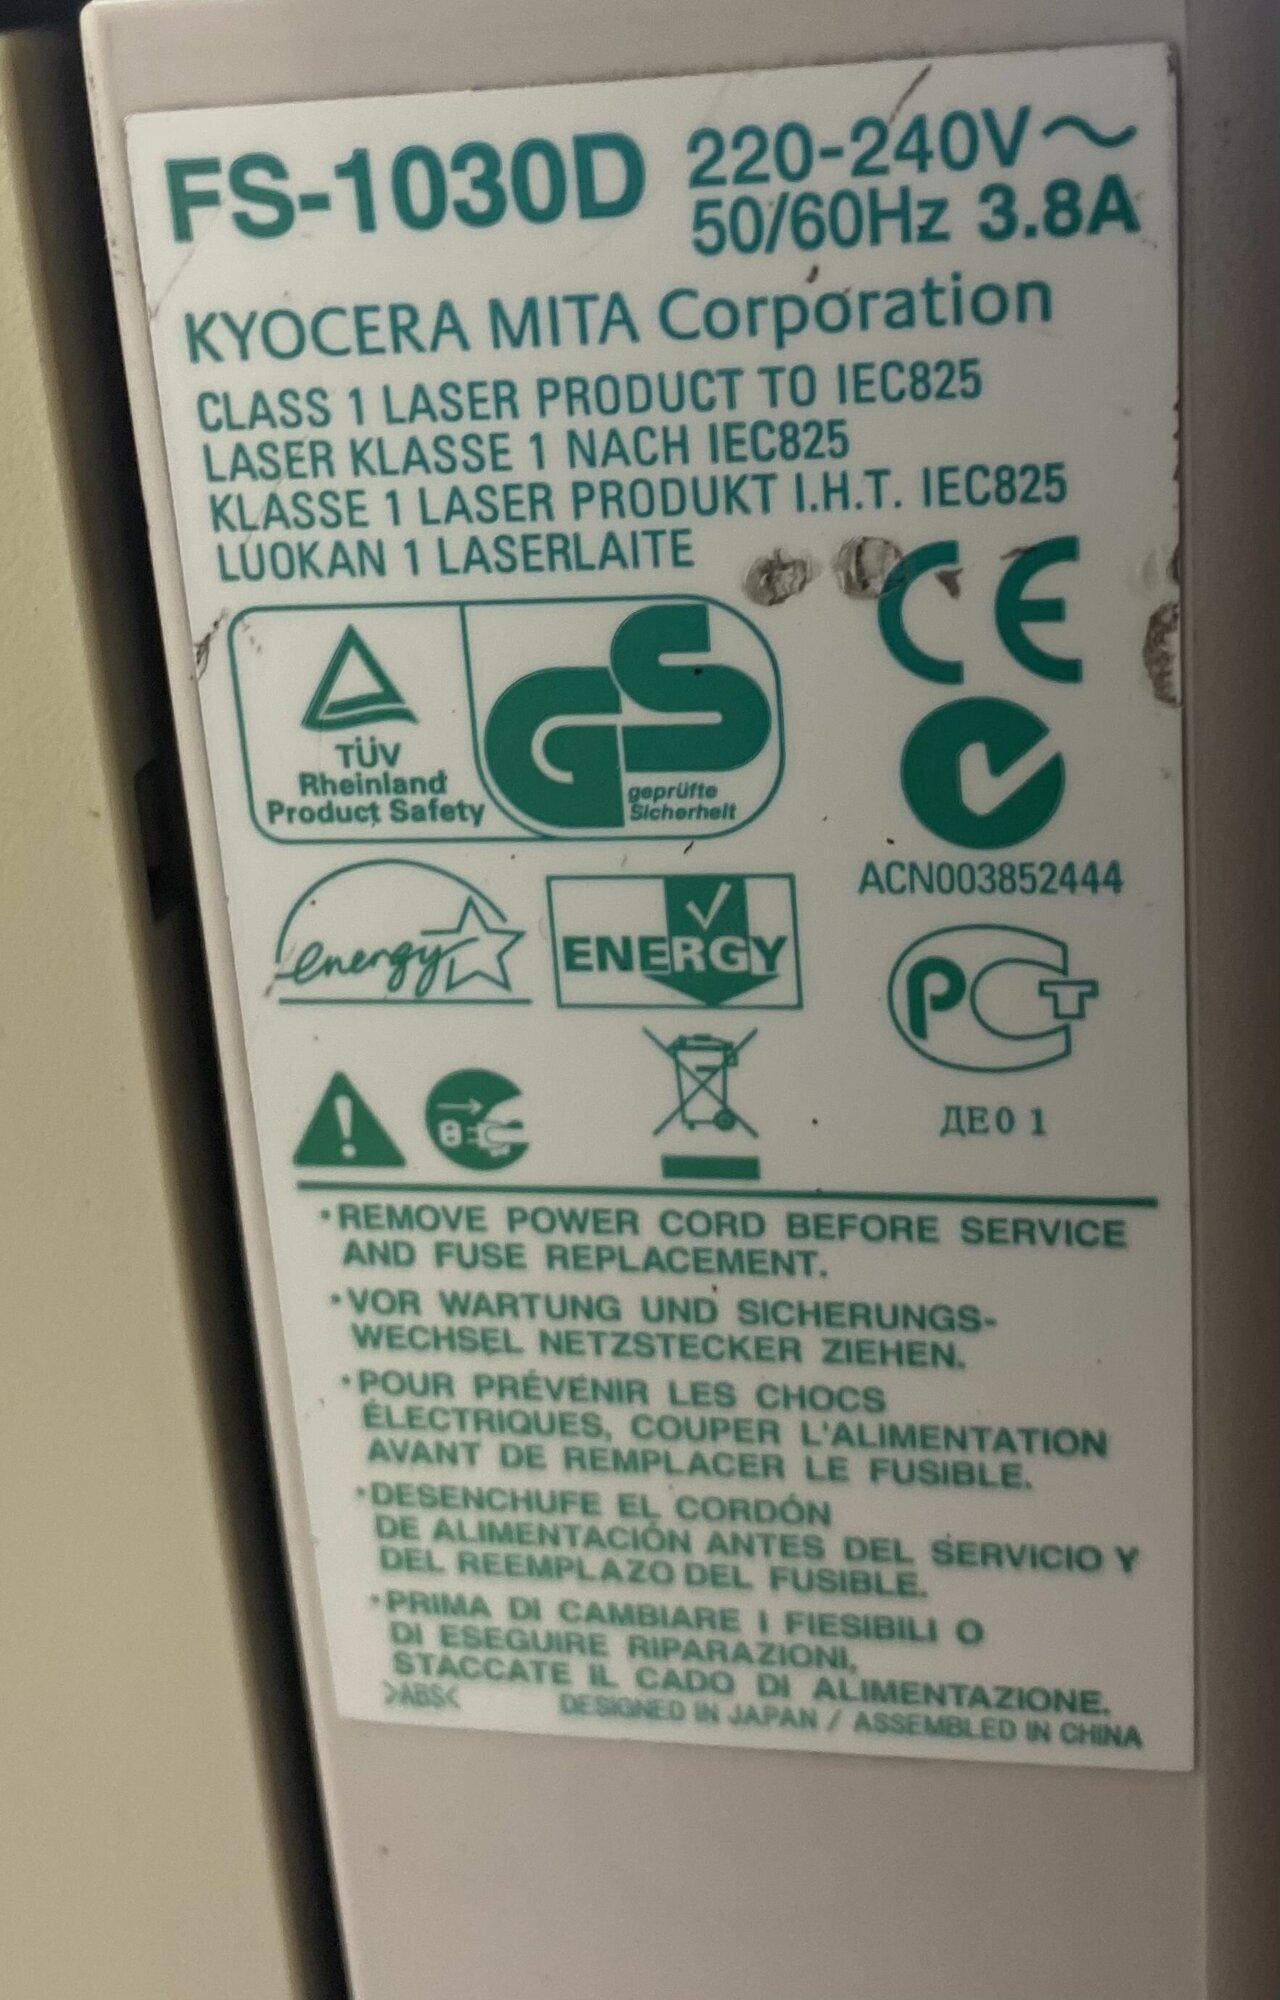 FS-1030D 220-240V~
50/60Hz 3.8A
KYOCERA MITA Corporation
CLASS 1 LASER PRODUCT TO IEC825
LASER KLASSE 1 NACH IEC825
KLASSE 1 LASER PRODUKT I.H.T. IEC825
LUOKAN 1 LASERLAITE
TÜV
Rheinland
Product Safety
GS
geprüfte
Sicherheit
CE
ACN003852444
energy
ENERGY
РСТ
ДЕ01
•REMOVE POWER CORD BEFORE SERVICE
AND FUSE REPLACEMENT.
•VOR WARTUNG UND SICHERUNGS-
WECHSEL NETZSTECKER ZIEHEN.
•POUR PRÉVENIR LES CHOCS
ÉLECTRIQUES, COUPER L'ALIMENTATION
AVANT DE REMPLACER LE FUSIBLE.
•DESENCHUFE EL CORDÓN
DE ALIMENTACIÓN ANTES DEL SERVICIO Y
DEL REEMPLAZO DEL FUSIBLE.
•PRIMA DI CAMBIARE I FIESIBILI O
DI ESEGUIRE RIPARAZIONI,
STACCATE IL CADO DI ALIMENTAZIONE.
>ABS< DESIGNED IN JAPAN / ASSEMBLED IN CHINA